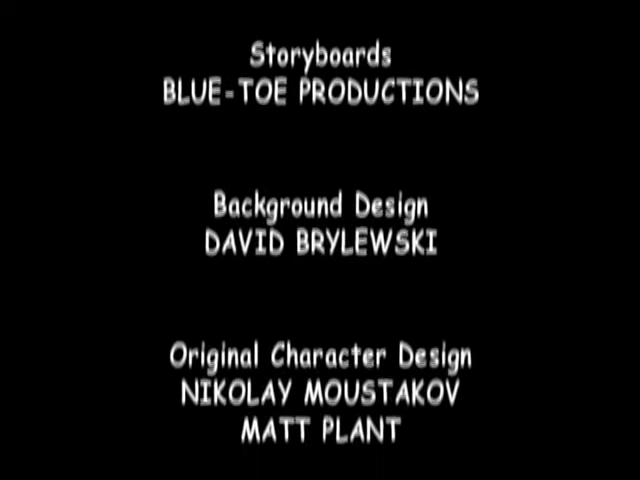 Storyboards
BLUE-TOE PRODUCTIONS
Background Design
DAVID BRYLEWSKI
Original Character Design
NIKOLAY MOUSTAKOV
MATT PLANT